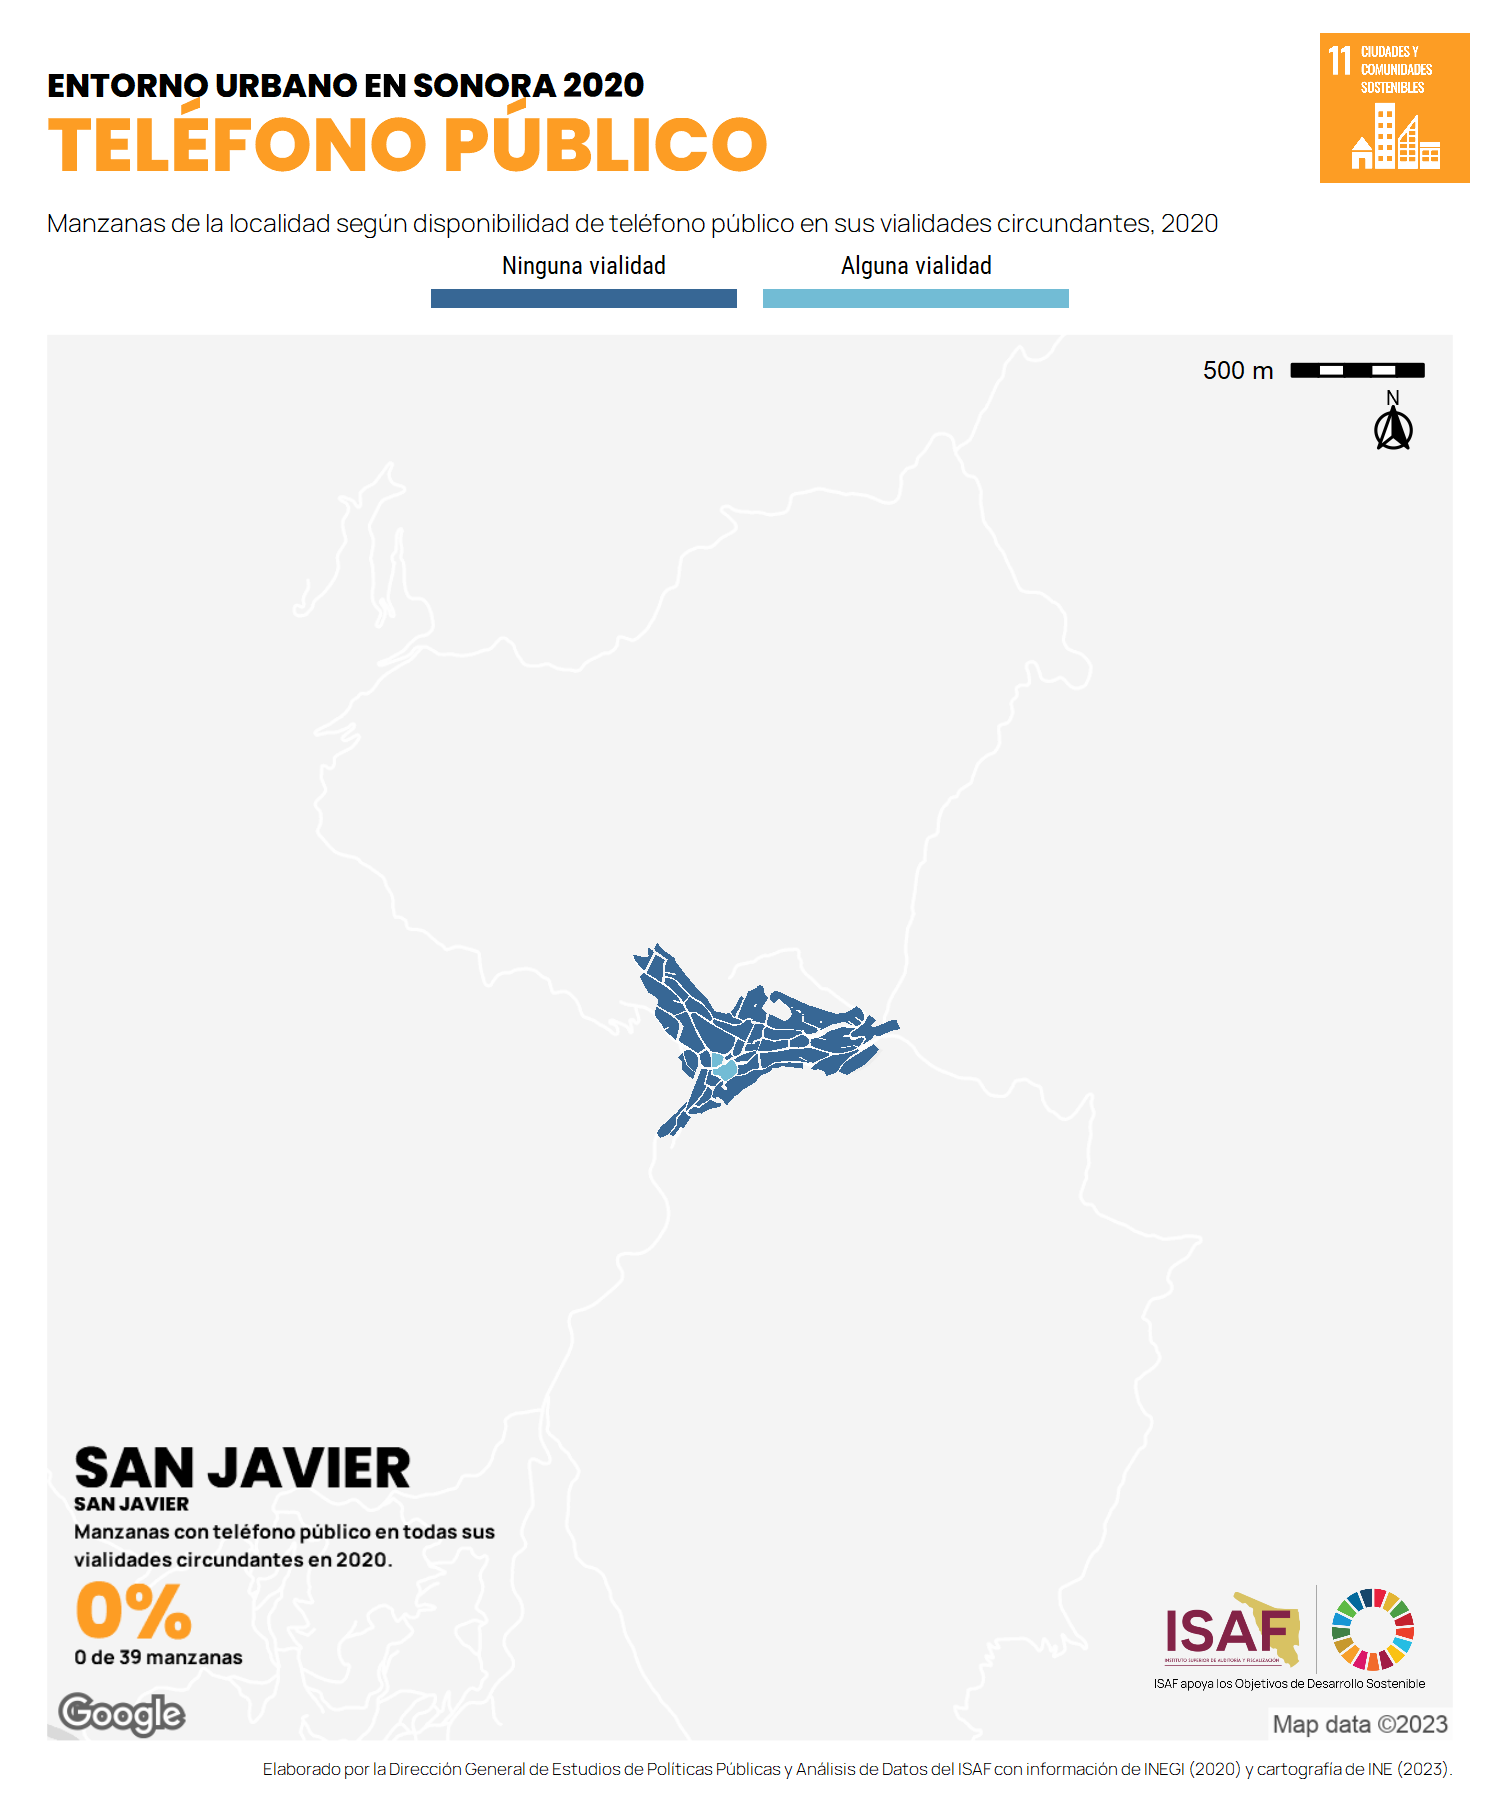 ENTORNO URBANO EN SONORA 2020
TELÉFONO PÚBLICO
11 CIUDADES Y
COMUNIDADES
SOSTENIBLES
Manzanas de la localidad según disponibilidad de teléfono público en sus vialidades circundantes, 2020
Ninguna vialidad
Alguna vialidad
500 m
N
SAN JAVIER
SAN JAVIER
Manzanas con teléfono público en todas sus
vialidades circundantes en 2020.
0%
0 de 39 manzanas
ISAF
INSTITUTO SUPERIOR DE AUDITORÍA Y FISCALIZACIÓN
ISAF apoya los Objetivos de Desarrollo Sostenible
Google
Map data ©2023
Elaborado por la Dirección General de Estudios de Políticas Públicas y Análisis de Datos del ISAF con información de INEGI (2020) y cartografía de INE (2023).